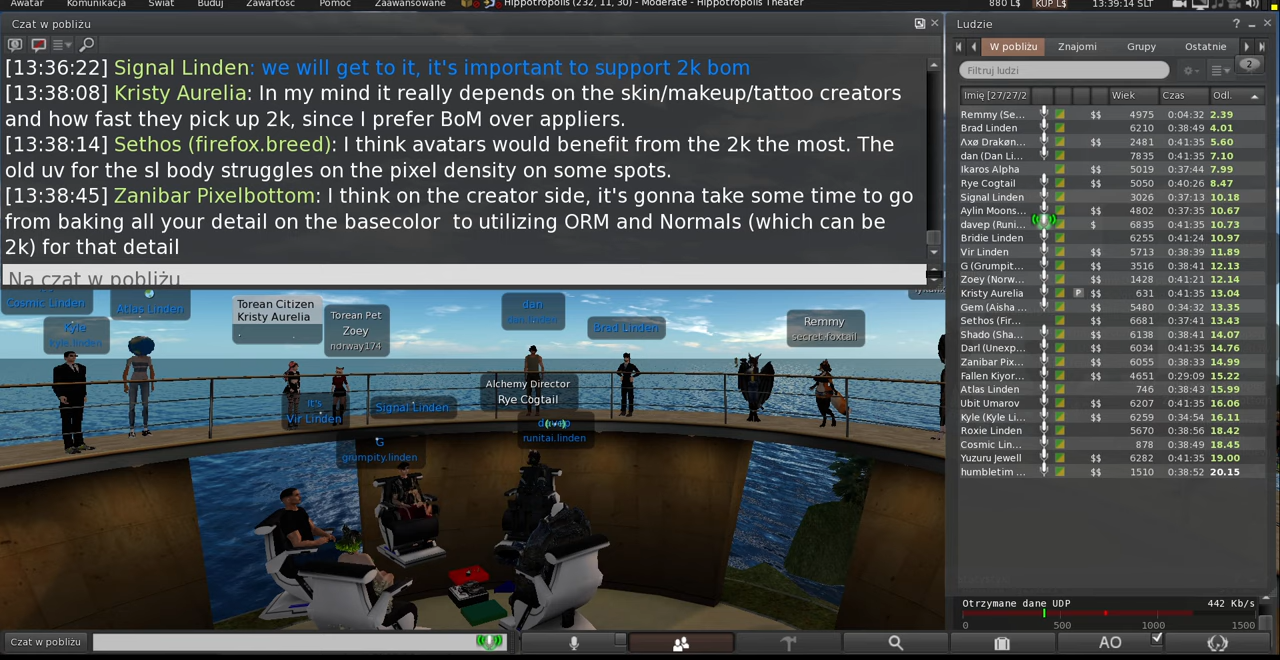 Awatar Komunikacja Świat Buduj Zawartość Pomoc Zaawansowane Hippotropolis (232, 11, 30) - Moderate - Hippotropolis Theater 880 L$ KUP L$ 13:39:14 SLT
Czat w pobliżu
[13:36:22] Signal Linden: we will get to it, it's important to support 2k bom
[13:38:08] Kristy Aurelia: In my mind it really depends on the skin/makeup/tattoo creators
and how fast they pick up 2k, since I prefer BoM over appliers.
[13:38:14] Sethos (firefox.breed): I think avatars would benefit from the 2k the most. The
old uv for the sl body struggles on the pixel density on some spots.
[13:38:45] Zanibar Pixelbottom: I think on the creator side, it's gonna take some time to go
from baking all your detail on the basecolor to utilizing ORM and Normals (which can be
2k) for that detail
Na czat w pobliżu
Cosmic Linden
Atlas Linden
Kyle
kyle.linden
Torean Citizen
Kristy Aurelia
Torean Pet
Zoey
norway174
dan
dan.linden
Brad Linden
Remmy
secret.foxtail
It's
Vir Linden
Signal Linden
Alchemy Director
Rye Cogtail
G
grumpity.linden
davep
runitai.linden
Ludzie
W pobliżu Znajomi Grupy Ostatnie
Filtruj ludzi
2
Imię [27/27/2 Wiek Czas Odl.
Remmy (Se... $$ 4975 0:04:32 2.39
Brad Linden 6210 0:38:49 4.01
Λxə Drakøn... $$ 2481 0:41:35 5.60
dan (Dan Li... 7835 0:41:35 7.10
Ikaros Alpha $$ 5019 0:37:44 7.99
Rye Cogtail $$ 5050 0:40:26 8.47
Signal Linden 3026 0:37:13 10.18
Aylin Moons... $$ 4802 0:37:35 10.67
davep (Runi... $ 6835 0:41:35 10.73
Bridie Linden 6255 0:41:24 10.97
Vir Linden $$ 5713 0:38:39 11.89
G (Grumpit... $$ 3516 0:38:41 12.13
Zoey (Norw... $$ 1428 0:41:21 12.14
Kristy Aurelia P $$ 631 0:41:35 13.04
Gem (Aisha ... $$ 5480 0:34:32 13.35
Sethos (Fir... $$ 6681 0:37:41 13.43
Shado (Sha... $$ 6138 0:38:41 14.07
Darl (Unexp... $$ 6034 0:41:35 14.76
Zanibar Pix... $$ 6055 0:38:33 14.99
Fallen Kiyor... $$ 4651 0:29:09 15.22
Atlas Linden 746 0:38:43 15.99
Ubit Umarov $$ 6207 0:41:35 16.06
Kyle (Kyle Li... $$ 6259 0:34:54 16.11
Roxie Linden 5670 0:38:56 18.42
Cosmic Lin... 878 0:38:49 18.45
Yuzuru Jewell $$ 6282 0:41:35 19.00
humbletim ... $$ 1510 0:38:52 20.15
Otrzymane dane UDP 442 Kb/s
0 500 1000 1500
Czat w pobliżu
AO